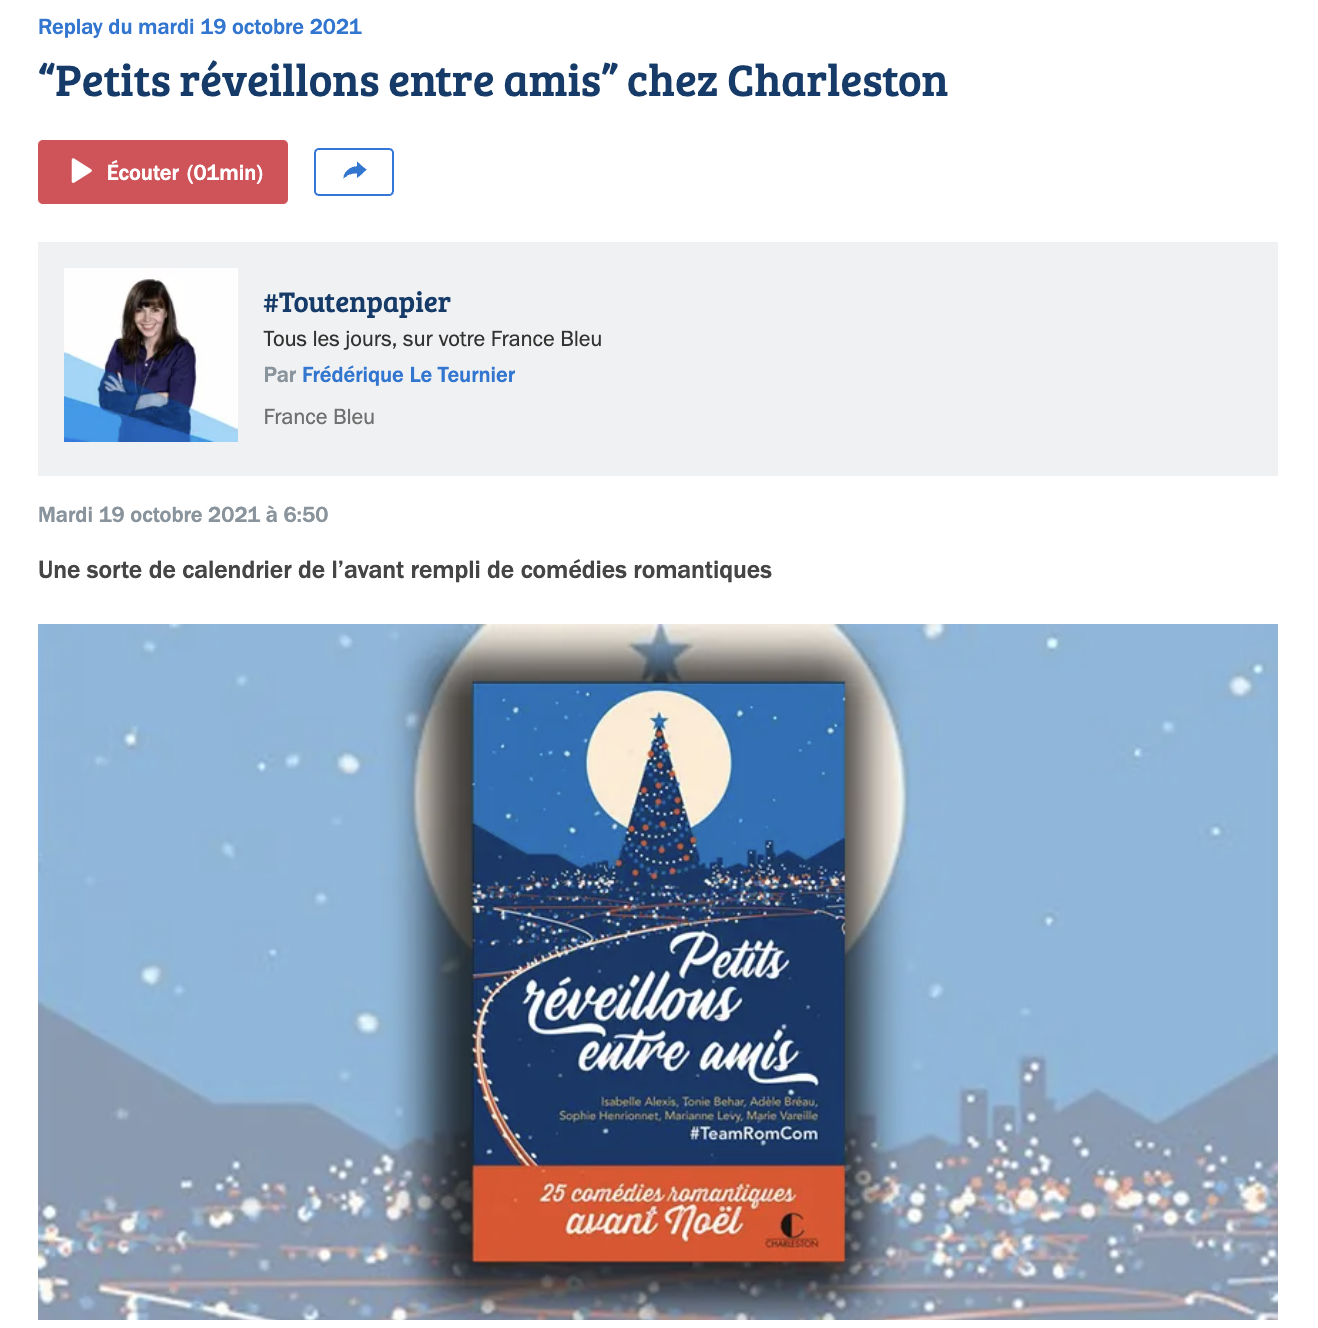 Replay du mardi 19 octobre 2021
“Petits réveillons entre amis” chez Charleston
Écouter (01min)
#Toutenpapier
Tous les jours, sur votre France Bleu
Par Frédérique Le Teurnier
France Bleu
Mardi 19 octobre 2021 à 6:50
Une sorte de calendrier de l’avant rempli de comédies romantiques
Petits
réveillons
entre amis
Isabelle Alexis, Tonie Behar, Adèle Bréau,
Sophie Henrionnet, Marianne Levy, Marie Vareille
#TeamRomCom
25 comédies romantiques
avant Noël
CHARLESTON